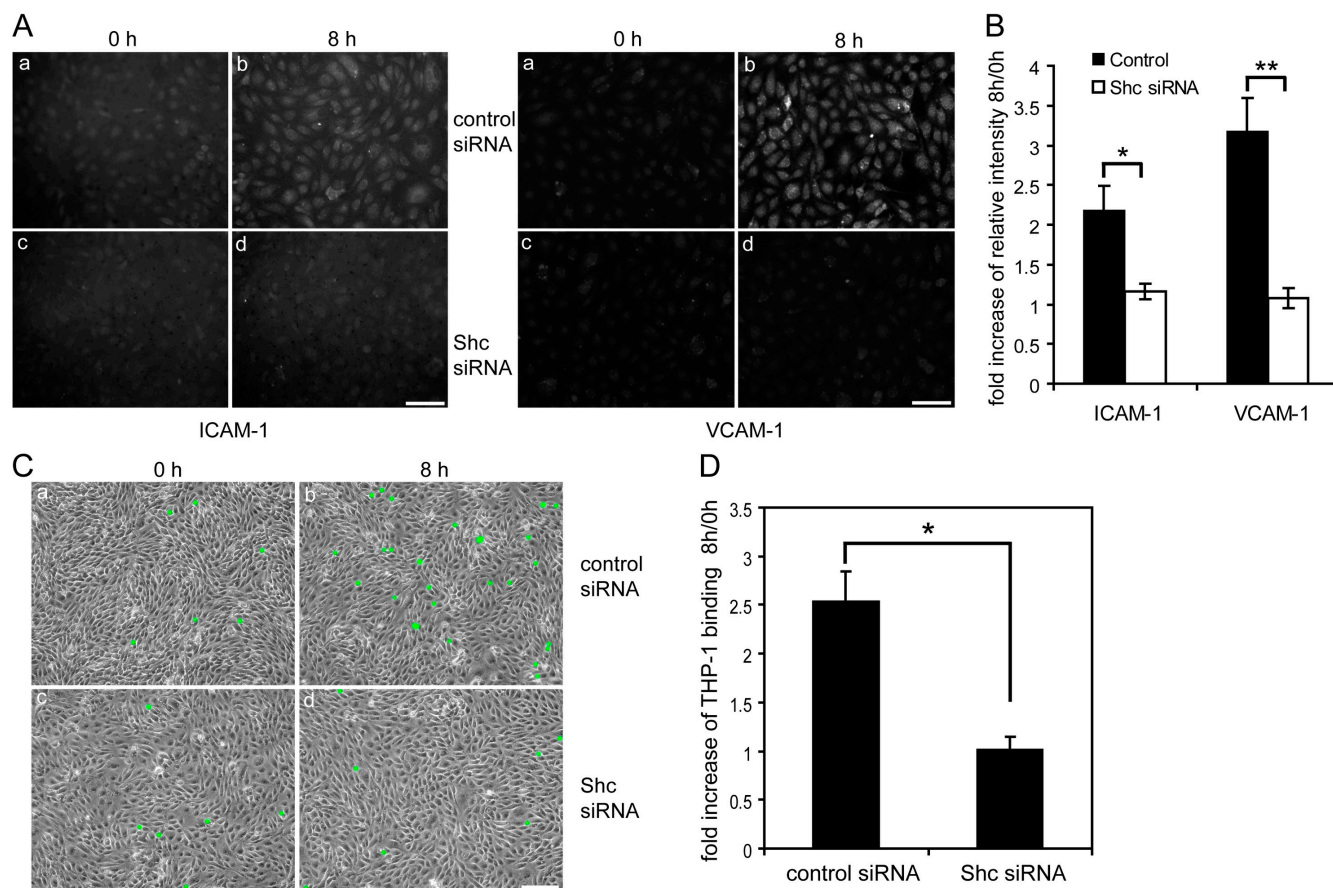 A
0 h
8 h
0 h
8 h
a
b
control
siRNA
a
b
c
d
Shc
siRNA
c
d
ICAM-1
VCAM-1
B
Control
Shc siRNA
fold increase of relative intensity 8h/0h
4
3.5
3
2.5
2
1.5
1
0.5
0
*
**
ICAM-1
VCAM-1
C
0 h
8 h
a
b
control
siRNA
c
d
Shc
siRNA
D
fold increase of THP-1 binding 8h/0h
3.5
3
2.5
2
1.5
1
0.5
0
*
control siRNA
Shc siRNA